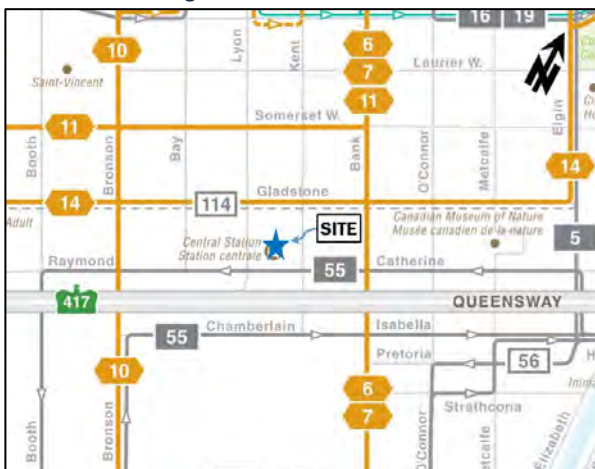 16 19
10
6
Lyon
Kent
Laurier W.
7
Saint-Vincent
11
N
Elgin
Somerset W.
11
Booth
Bronson
Bay
Bank
O'Connor
Metcalfe
14
Gladstone
14
114
Adult
SITE
Canadian Museum of Nature
Musée canadien de la nature
Central Station
Station centrale
5
Raymond
55
Catherine
417
QUEENSWAY
55
Chamberlain
Isabella
Pretoria
56
10
6
7
Strathcona
Booth
Bronson
O'Connor
Metcalfe
Elizabeth